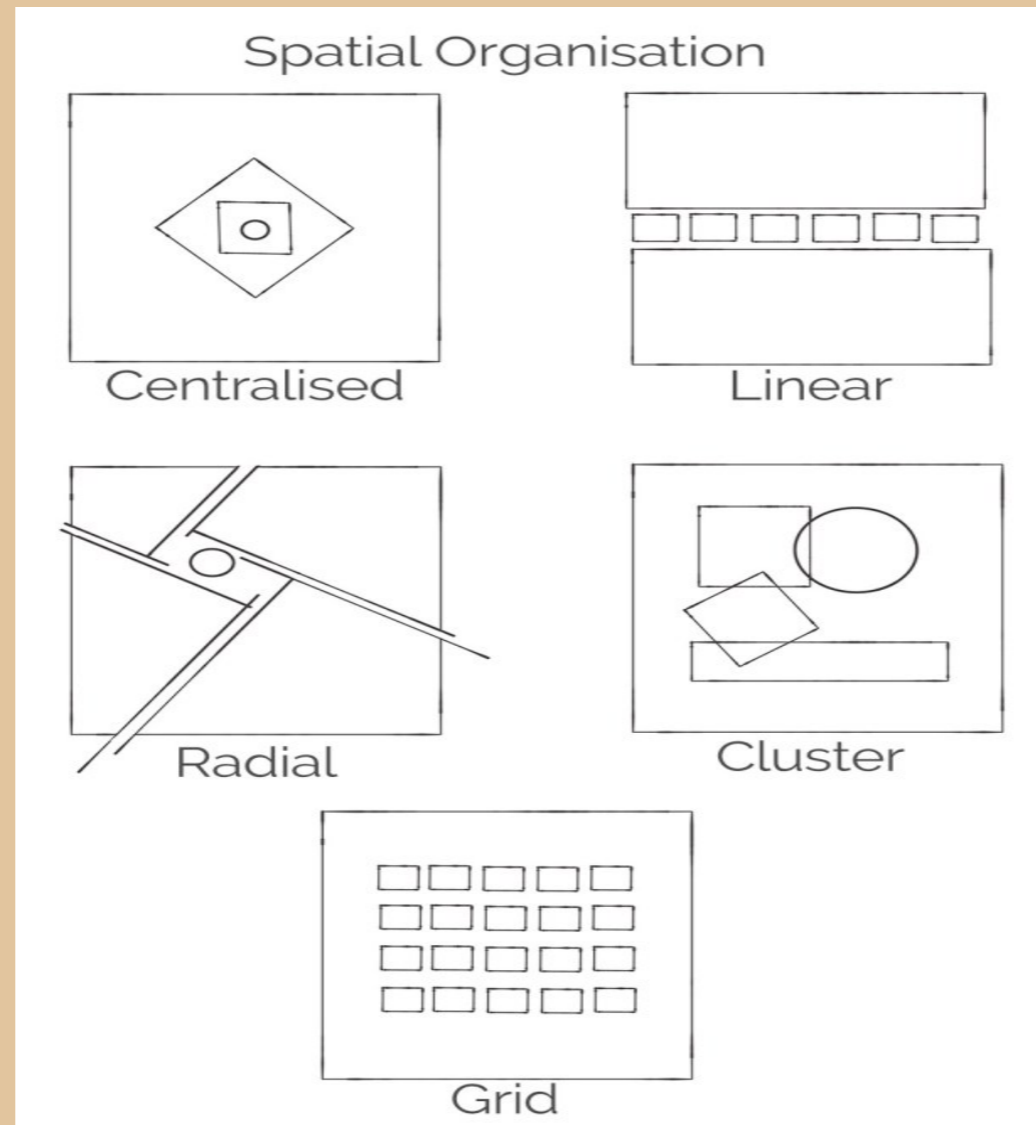 Spatial Organisation
Centralised
Linear
Radial
Cluster
Grid